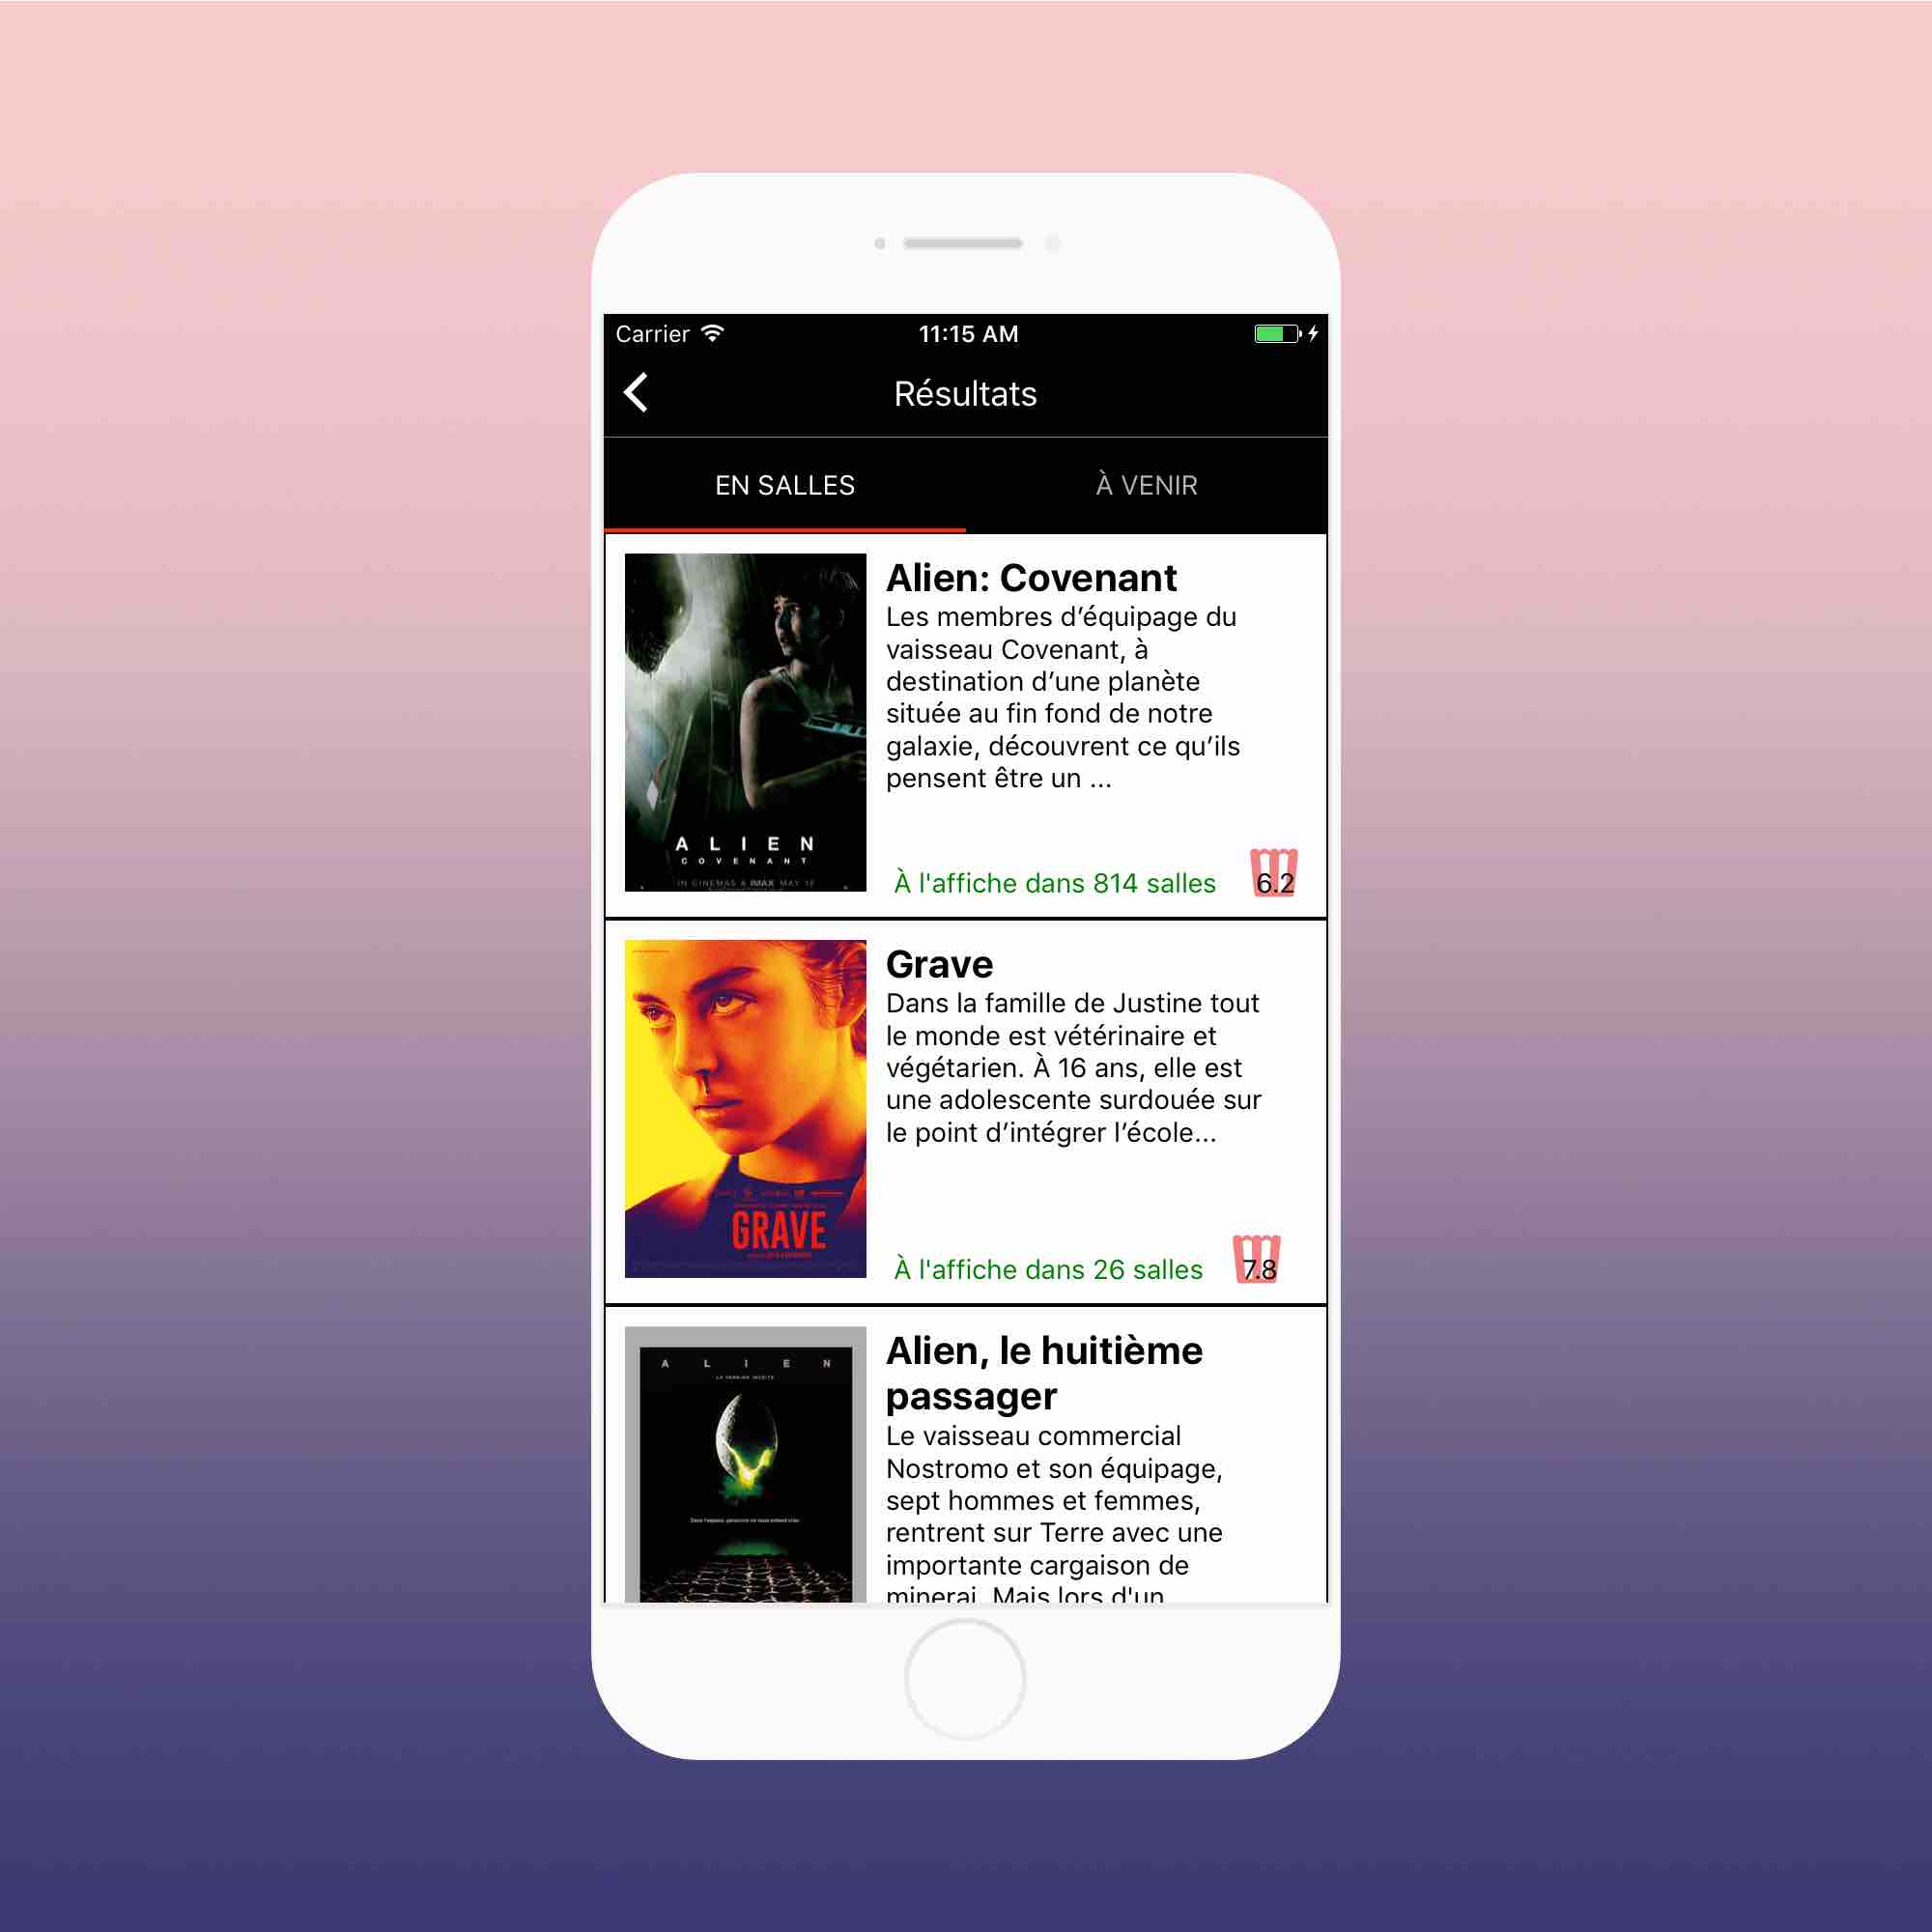 Carrier
11:15 AM
Résultats
EN SALLES
À VENIR
Alien: Covenant
Les membres d’équipage du
vaisseau Covenant, à
destination d’une planète
située au fin fond de notre
galaxie, découvrent ce qu’ils
pensent être un ...
À l'affiche dans 814 salles
6.2
ALIEN
COVENANT
IN CINEMAS & IMAX MAY
Grave
Dans la famille de Justine tout
le monde est vétérinaire et
végétarien. À 16 ans, elle est
une adolescente surdouée sur
le point d’intégrer l’école...
À l'affiche dans 26 salles
7.8
GRAVE
Alien, le huitième
passager
Le vaisseau commercial
Nostromo et son équipage,
sept hommes et femmes,
rentrent sur Terre avec une
importante cargaison de
minerai. Mais lors d'un
ALIEN